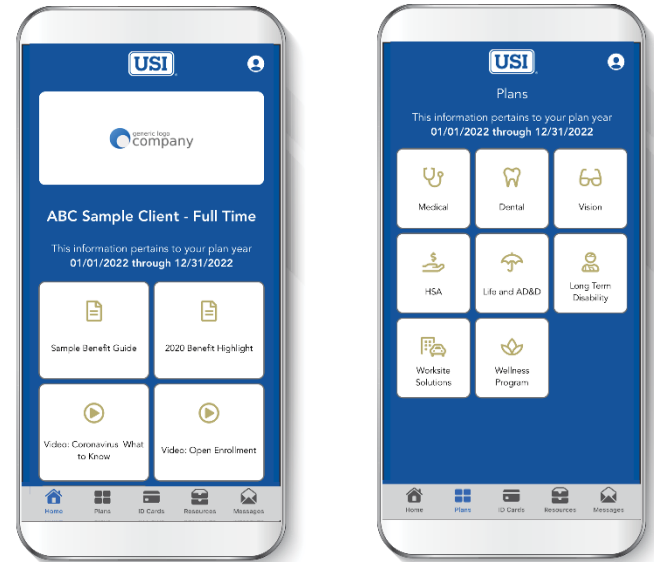 USI
generic logo
company
ABC Sample Client - Full Time
This information pertains to your plan year
01/01/2022 through 12/31/2022
Sample Benefit Guide
2020 Benefit Highlight
Video: Coronavirus What
to Know
Video: Open Enrollment
Home
Plans
ID Cards
Resources
Messages
USI
Plans
This information pertains to your plan year
01/01/2022 through 12/31/2022
Medical
Dental
Vision
$
HSA
Life and AD&D
Long Term
Disability
Worksite
Solutions
Wellness
Program
Home
Plans
ID Cards
Resources
Messages